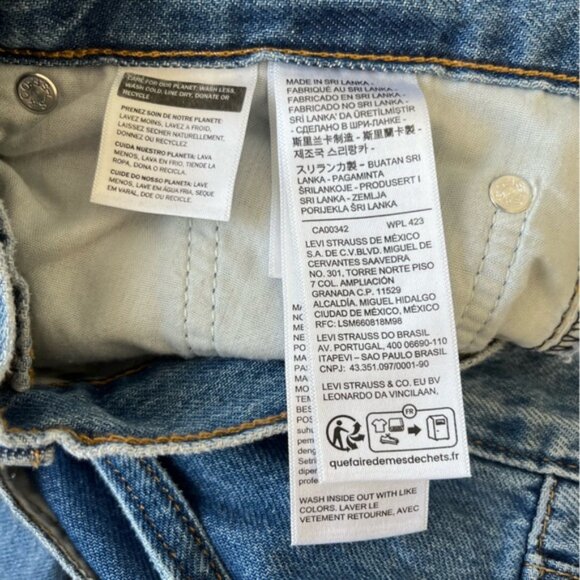 CARE FOR OUR PLANET: WASH LESS,
WASH COLD, LINE DRY, DONATE OR
RECYCLE
PRENEZ SOIN DE NOTRE PLANÈTE:
LAVEZ MOINS, LAVEZ À FROID,
LAISSEZ SÉCHER NATURELLEMENT,
DONNEZ OU RECYCLEZ
CUIDA NUESTRO PLANETA: LAVA
MENOS, LAVA EN FRÍO, TIENDE LA
ROPA, DONA O RECICLA.
CUIDE DO NOSSO PLANETA: LAVE
MENOS, LAVE EM ÁGUA FRIA, SEQUE EM
VARAL, DOE OU RECICLE.
MADE IN SRI LANKA -
FABRIQUÉ AU SRI LANKA -
FABRICADO EN SRI LANKA -
FABRICADO NO SRI LANKA -
SRI LANKA' DA ÜRETİLMİŞTİR
- СДЕЛАНО В ШРИ-ЛАНКЕ -
斯里兰卡制造 - 斯里蘭卡製 -
제조국 스리랑카 -
スリランカ製 - BUATAN SRI
LANKA - PAGAMINTA
ŠRILANKOJE - PRODUSERT I
SRI LANKA - ZEMLJA
PORIJEKLA ŠRI LANKA
CA00342 WPL 423
LEVI STRAUSS DE MÉXICO
S.A. DE C.V.BLVD. MIGUEL
DE CERVANTES SAAVEDRA
NO. 301, TORRE NORTE PISO
7 COL. AMPLIACIÓN
GRANADA C.P. 11529
ALCALDÍA. MIGUEL HIDALGO
CIUDAD DE MÉXICO, MÉXICO
RFC: LSM660818M98
LEVI STRAUSS DO BRASIL
AV. PORTUGAL, 400 06690-110
ITAPEVI – SAO PAULO BRASIL
CNPJ: 43.351.097/0001-90
LEVI STRAUSS & CO. EU BV
LEONARDO DA VINCILAAN.
FR
quefairedemesdechets.fr
WASH INSIDE OUT WITH LIKE
COLORS. LAVER LE
VETEMENT RETOURNE, AVEC